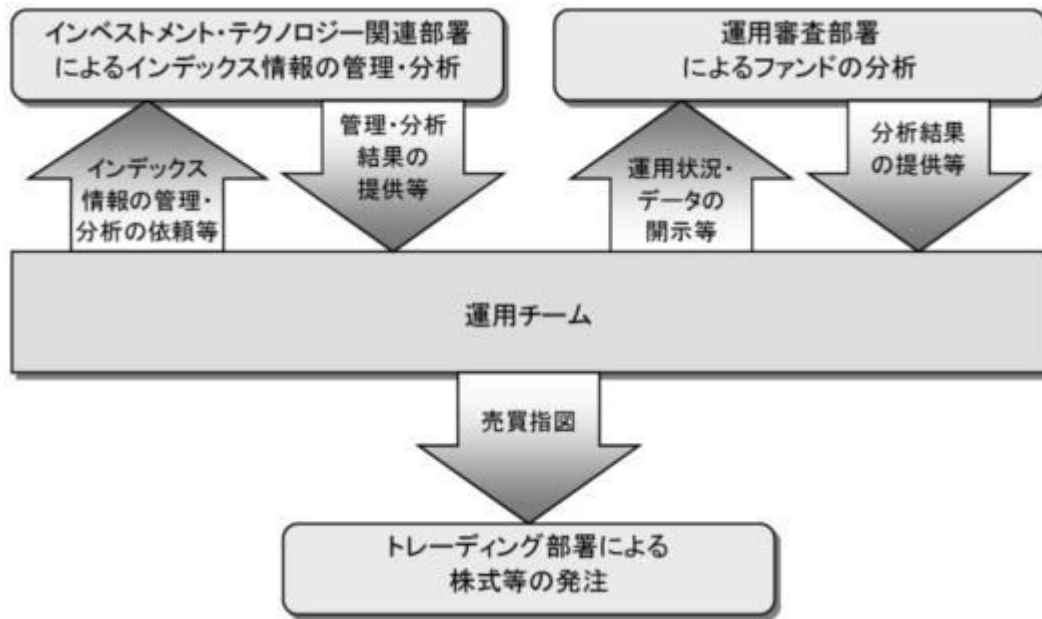 インベストメント・テクノロジー関連部署
によるインデックス情報の管理・分析
運用審査部署
によるファンドの分析
インデックス
情報の管理・
分析の依頼等
管理・分析
結果の
提供等
運用状況・
データの
開示等
分析結果
の提供等
運用チーム
売買指図
トレーディング部署による
株式等の発注